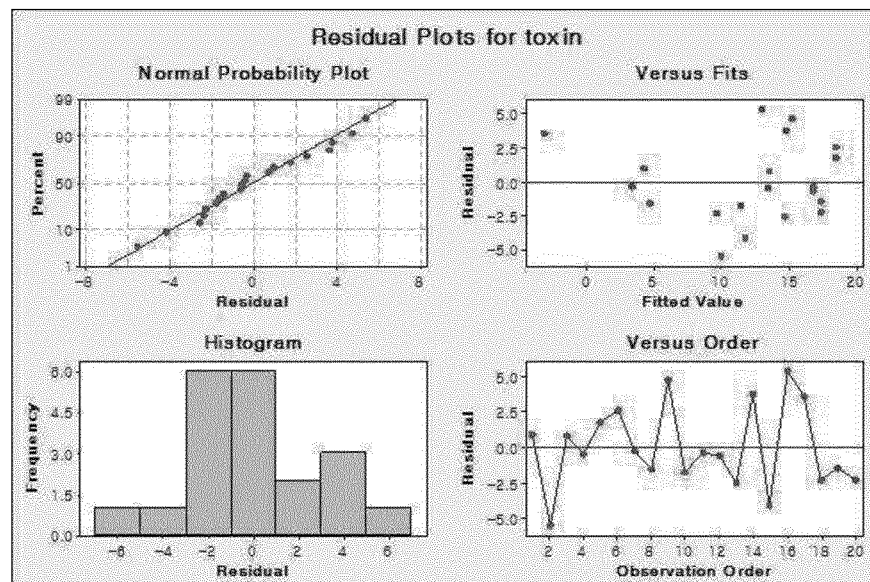 Residual Plots for toxin
Normal Probability Plot
99
90
50
10
1
Percent
-8 -4 0 4 8
Residual
Versus Fits
5.0
2.5
0.0
-2.5
-5.0
Residual
0 5 10 15 20
Fitted Value
Histogram
6.0
4.5
3.0
1.5
0.0
Frequency
-6 -4 -2 0 2 4 6
Residual
Versus Order
5.0
2.5
0.0
-2.5
-5.0
Residual
2 4 6 8 10 12 14 16 18 20
Observation Order